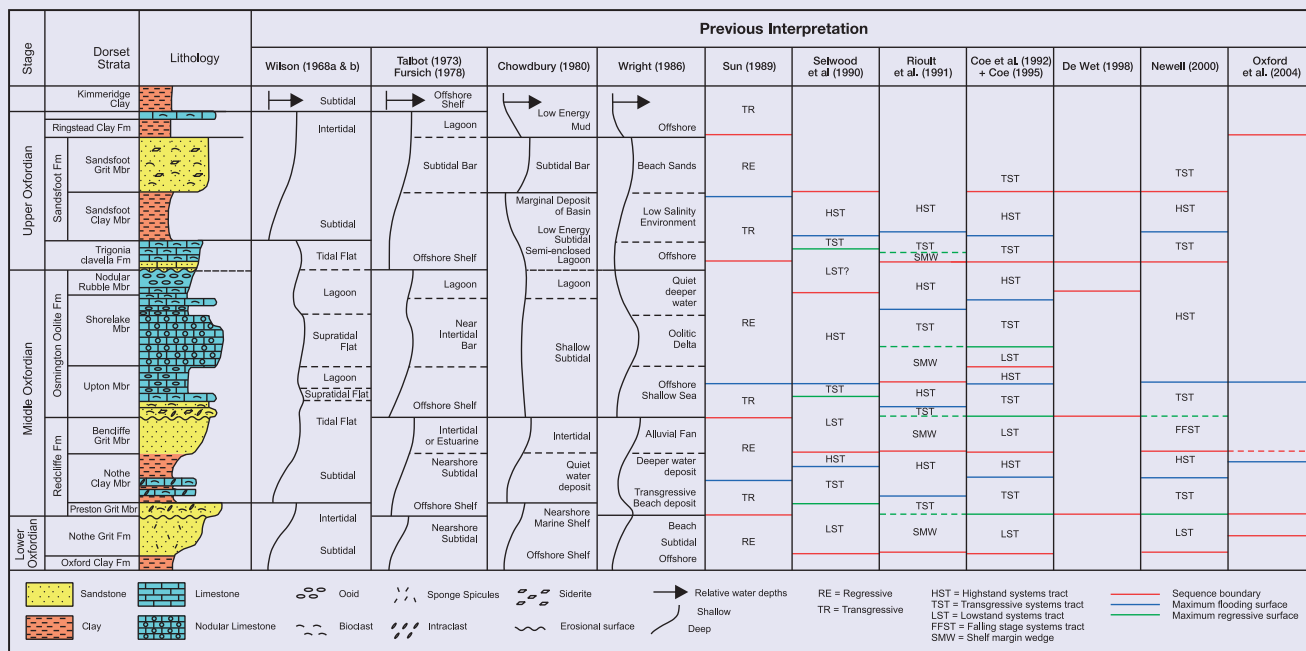 Previous Interpretation
Stage
Dorset
Strata
Lithology
Wilson (1968a & b)
Talbot (1973)
Fursich (1978)
Chowdbury (1980)
Wright (1986)
Sun (1989)
Selwood
et al (1990)
Rioult
et al. (1991)
Coe et al. (1992)
+ Coe (1995)
De Wet (1998)
Newell (2000)
Oxford
et al. (2004)
Upper Oxfordian
Middle Oxfordian
Lower
Oxfordian
Sandsfoot Fm
Osmington Oolite Fm
Redcliffe Fm
Kimmeridge
Clay
Ringstead Clay Fm
Sandsfoot
Grit Mbr
Sandsfoot
Clay Mbr
Trigonia
clavella Fm
Nodular
Rubble Mbr
Shorelake
Mbr
Upton Mbr
Bencliffe
Grit Mbr
Nothe
Clay Mbr
Preston Grit Mbr
Nothe Grit Fm
Oxford Clay Fm
Subtidal
Intertidal
Subtidal
Tidal Flat
Lagoon
Supratidal
Flat
Lagoon
Supratidal Flat
Tidal Flat
Subtidal
Intertidal
Subtidal
Offshore
Shelf
Lagoon
Subtidal Bar
Offshore Shelf
Lagoon
Near
Intertidal
Bar
Offshore Shelf
Intertidal
or Estuarine
Nearshore
Subtidal
Offshore Shelf
Nearshore
Subtidal
Low Energy
Mud
Subtidal Bar
Marginal Deposit
of Basin
Low Energy
Subtidal
Semi-enclosed
Lagoon
Lagoon
Shallow
Subtidal
Intertidal
Quiet
water
deposit
Nearshore
Marine Shelf
Offshore Shelf
Offshore
Beach Sands
Low Salinity
Environment
Offshore
Quiet
deeper
water
Oolitic
Delta
Offshore
Shallow Sea
Alluvial Fan
Deeper water
deposit
Transgressive
Beach deposit
Beach
Subtidal
Offshore
TR
RE
TR
RE
TR
RE
TR
RE
HST
TST
LST?
HST
TST
LST
HST
TST
LST
HST
TST
SMW
HST
TST
SMW
HST
TST
SMW
HST
TST
SMW
TST
HST
TST
HST
TST
LST
HST
TST
LST
HST
TST
LST
TST
HST
TST
HST
TST
FFST
HST
TST
LST
Sandstone
Clay
Limestone
Nodular Limestone
Ooid
Bioclast
Sponge Spicules
Intraclast
Siderite
Erosional surface
Relative water depths
Shallow
Deep
RE = Regressive
TR = Transgressive
HST = Highstand systems tract
TST = Transgressive systems tract
LST = Lowstand systems tract
FFST = Falling stage systems tract
SMW = Shelf margin wedge
Sequence boundary
Maximum flooding surface
Maximum regressive surface